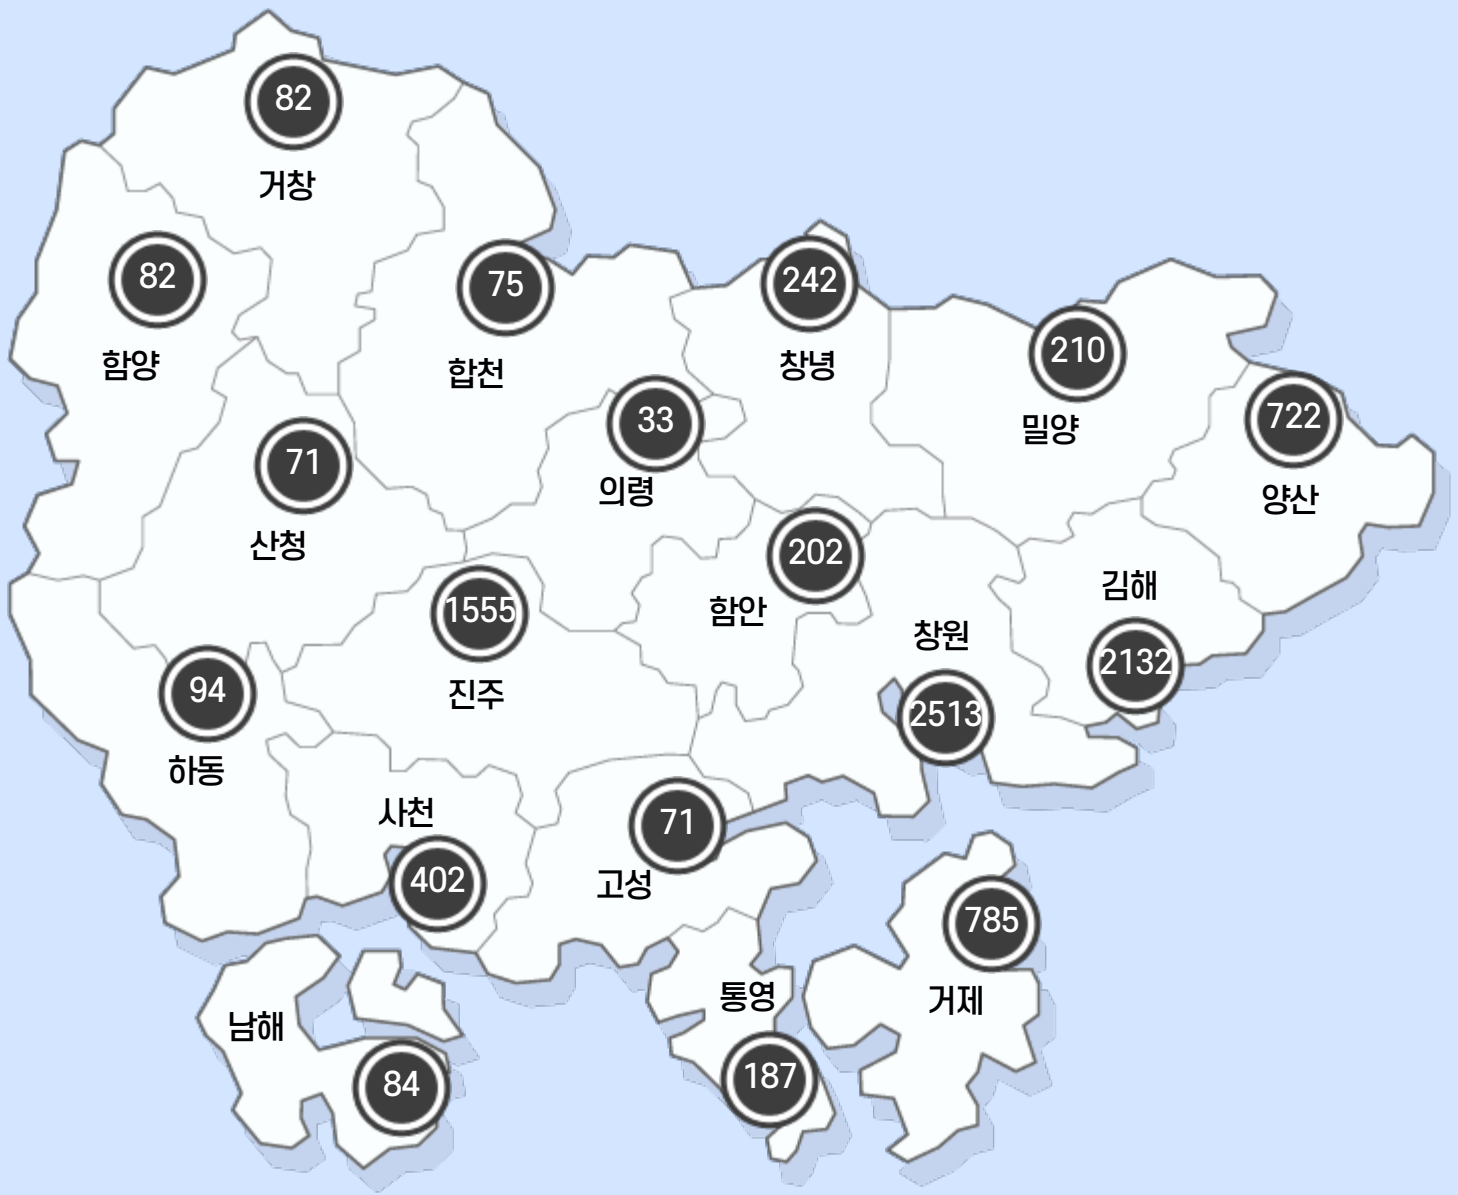 82
거창
82
함양
75
합천
242
창녕
210
밀양
722
양산
33
의령
71
산청
202
함안
김해
2132
1555
진주
창원
2513
94
하동
사천
402
71
고성
785
거제
통영
187
남해
84